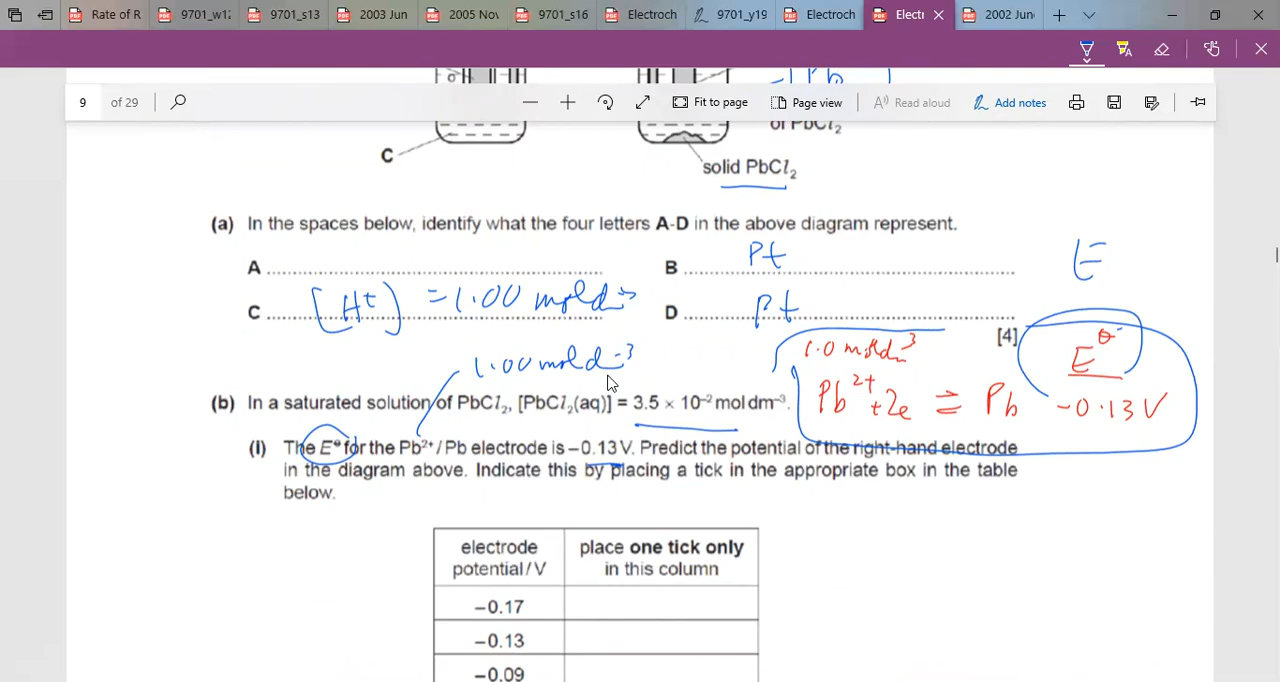 Rate of R 9701_w12 9701_s13 2003 Jun 2005 Nov 9701_s16 Electroch 9701_y19 Electroch Electr 2002 June
9 of 29 Fit to page Page view Read aloud Add notes
Pb
of PbCl2
C
solid PbCl2
(a) In the spaces below, identify what the four letters A-D in the above diagram represent.
A B Pt
E
C [H+] = 1.00 mol dm-3 D Pt
[4]
1.0 mol dm-3
E⊖
1.00 mol d-3
Pb2+ + 2e ⇌ Pb -0.13V
(b) In a saturated solution of PbCl2, [PbCl2(aq)] = 3.5 × 10–2 mol dm–3.
(i) The E⊖ for the Pb2+/Pb electrode is –0.13 V. Predict the potential of the right-hand electrode
in the diagram above. Indicate this by placing a tick in the appropriate box in the table
below.
electrode potential/V place one tick only in this column
–0.17
–0.13
–0.09